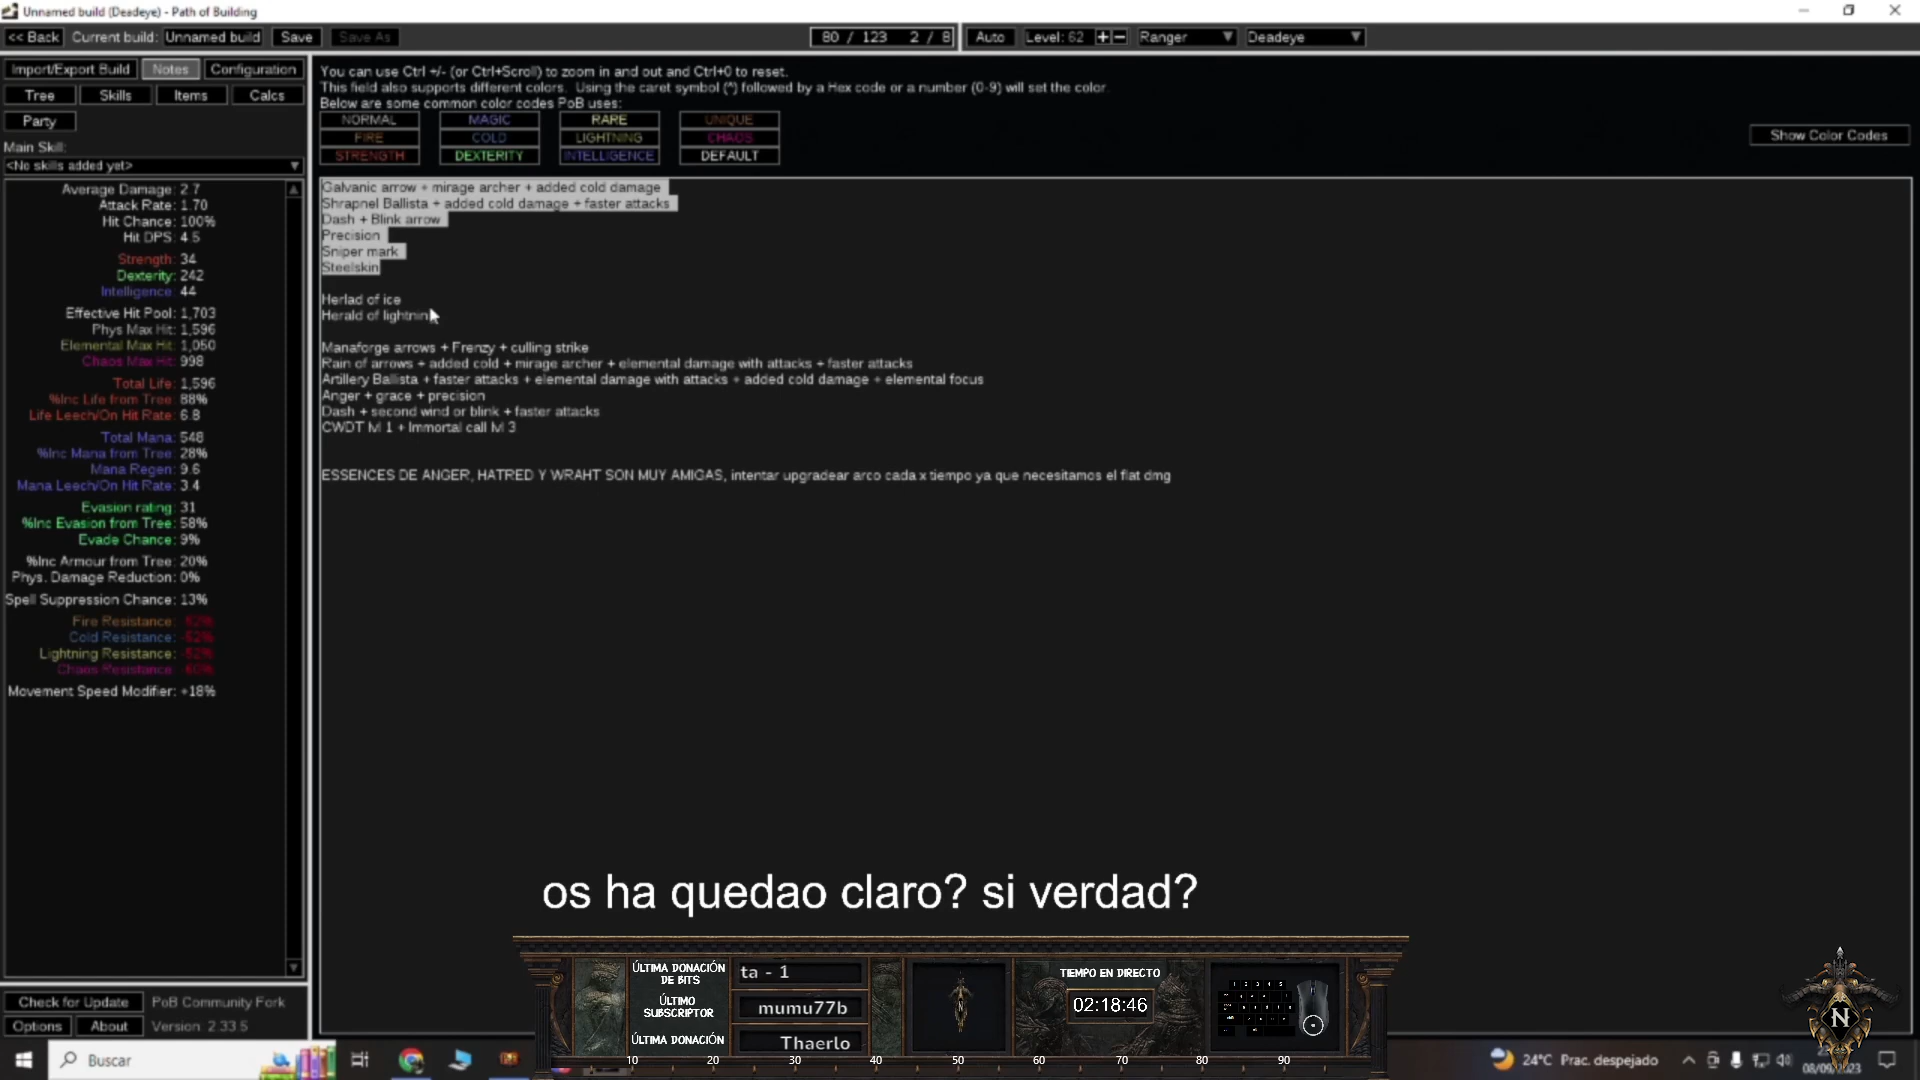 Unnamed build (Deadeye) - Path of Building
<< Back Current build: Unnamed build Save Save As 80 / 123 2 / 8 Auto Level: 62 + - Ranger Deadeye
Import/Export Build Notes Configuration
Tree Skills Items Calcs
Party
Main Skill:
<No skills added yet>
Average Damage: 2.7
Attack Rate: 1.70
Hit Chance: 100%
Hit DPS: 4.5
Strength: 34
Dexterity: 242
Intelligence: 44
Effective Hit Pool: 1,703
Phys Max Hit: 1,596
Elemental Max Hit: 1,050
Chaos Max Hit: 998
Total Life: 1,596
%Inc Life from Tree: 88%
Life Leech/On Hit Rate: 6.8
Total Mana: 548
%Inc Mana from Tree: 28%
Mana Regen: 9.6
Mana Leech/On Hit Rate: 3.4
Evasion rating: 31
%Inc Evasion from Tree: 58%
Evade Chance: 9%
%Inc Armour from Tree: 20%
Phys. Damage Reduction: 0%
Spell Suppression Chance: 13%
Fire Resistance: -52%
Cold Resistance: -52%
Lightning Resistance: -52%
Chaos Resistance: -60%
Movement Speed Modifier: +18%
Check for Update PoB Community Fork
Options About Version 2.33.5
You can use Ctrl +/- (or Ctrl+Scroll) to zoom in and out and Ctrl+0 to reset.
This field also supports different colors. Using the caret symbol (^) followed by a Hex code or a number (0-9) will set the color.
Below are some common color codes PoB uses:
NORMAL MAGIC RARE UNIQUE
FIRE COLD LIGHTNING CHAOS
STRENGTH DEXTERITY INTELLIGENCE DEFAULT
Show Color Codes
Galvanic arrow + mirage archer + added cold damage
Shrapnel Ballista + added cold damage + faster attacks
Dash + Blink arrow
Precision
Sniper mark
Steelskin
Herlad of ice
Herald of lightning
Manaforge arrows + Frenzy + culling strike
Rain of arrows + added cold + mirage archer + elemental damage with attacks + faster attacks
Artillery Ballista + faster attacks + elemental damage with attacks + added cold damage + elemental focus
Anger + grace + precision
Dash + second wind or blink + faster attacks
CWDT lvl 1 + Immortal call lvl 3
ESSENCES DE ANGER, HATRED Y WRAHT SON MUY AMIGAS, intentar upgradear arco cada x tiempo ya que necesitamos el flat dmg
os ha quedao claro? si verdad?
ÚLTIMA DONACIÓN DE BITS
ta - 1
ÚLTIMO SUBSCRIPTOR
mumu77b
ÚLTIMA DONACIÓN
Thaerlo
TIEMPO EN DIRECTO
02:18:46
10 20 30 40 50 60 70 80 90
N
Buscar
24°C Prac. despejado